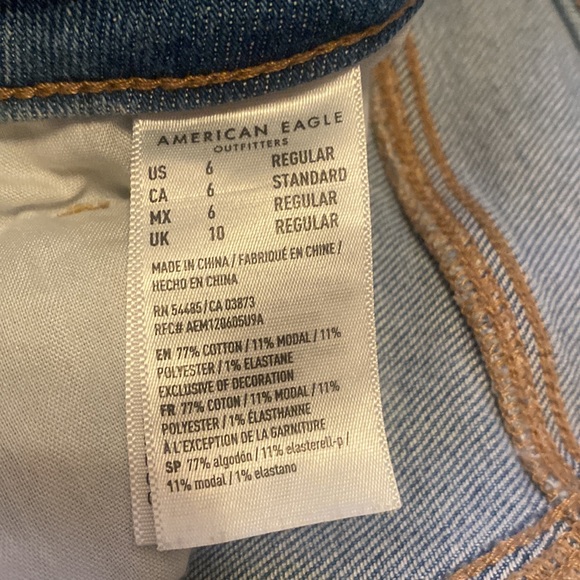 AMERICAN EAGLE
OUTFITTERS
US 6 REGULAR
CA 6 STANDARD
MX 6 REGULAR
UK 10 REGULAR
MADE IN CHINA / FABRIQUÉ EN CHINE /
HECHO EN CHINA
RN 54485/CA 03873
RFC# AEM120605U9A
EN 77% COTTON / 11% MODAL / 11%
POLYESTER / 1% ELASTANE
EXCLUSIVE OF DECORATION
FR 77% COTON / 11% MODAL / 11%
POLYESTER / 1% ÉLASTHANNE
À L'EXCEPTION DE LA GARNITURE
SP 77% algodón / 11% elasterell-p /
11% modal / 1% elastano